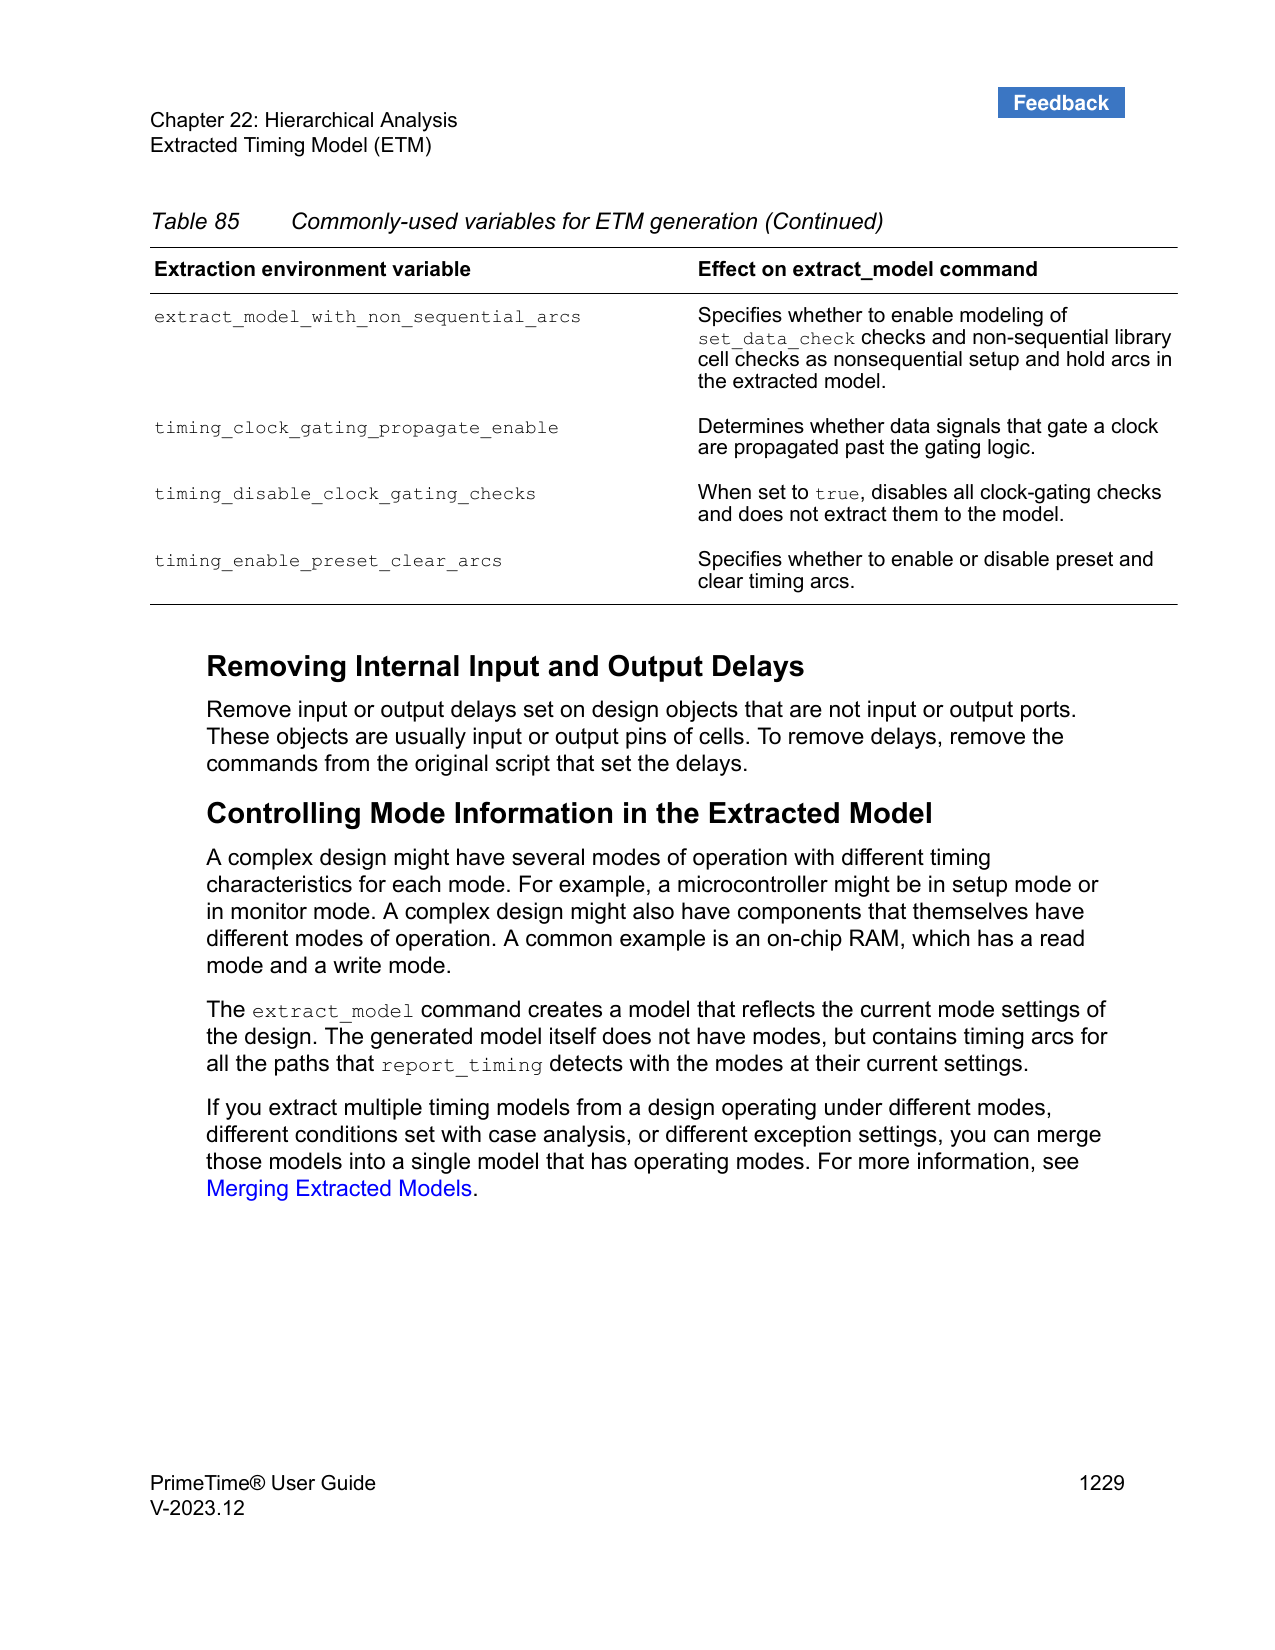 Feedback
Chapter 22: Hierarchical Analysis
Extracted Timing Model (ETM)
Table 85 Commonly-used variables for ETM generation (Continued)
Extraction environment variable Effect on extract_model command
extract_model_with_non_sequential_arcs Specifies whether to enable modeling of
set_data_check checks and non-sequential library
cell checks as nonsequential setup and hold arcs in
the extracted model.
timing_clock_gating_propagate_enable Determines whether data signals that gate a clock
are propagated past the gating logic.
timing_disable_clock_gating_checks When set to true, disables all clock-gating checks
and does not extract them to the model.
timing_enable_preset_clear_arcs Specifies whether to enable or disable preset and
clear timing arcs.
Removing Internal Input and Output Delays
Remove input or output delays set on design objects that are not input or output ports.
These objects are usually input or output pins of cells. To remove delays, remove the
commands from the original script that set the delays.
Controlling Mode Information in the Extracted Model
A complex design might have several modes of operation with different timing
characteristics for each mode. For example, a microcontroller might be in setup mode or
in monitor mode. A complex design might also have components that themselves have
different modes of operation. A common example is an on-chip RAM, which has a read
mode and a write mode.
The extract_model command creates a model that reflects the current mode settings of
the design. The generated model itself does not have modes, but contains timing arcs for
all the paths that report_timing detects with the modes at their current settings.
If you extract multiple timing models from a design operating under different modes,
different conditions set with case analysis, or different exception settings, you can merge
those models into a single model that has operating modes. For more information, see
Merging Extracted Models.
PrimeTime® User Guide 1229
V-2023.12